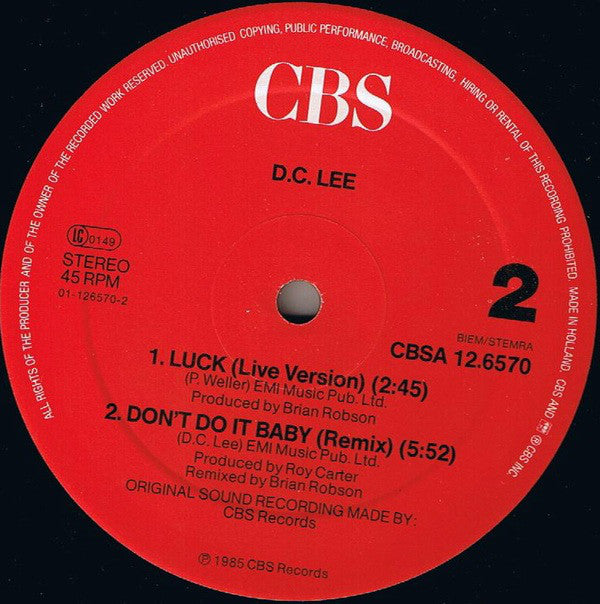 ALL RIGHTS OF THE PRODUCER AND OF THE OWNER OF THE RECORDED WORK RESERVED. UNAUTHORISED COPYING, PUBLIC PERFORMANCE, BROADCASTING, HIRING OR RENTAL OF THIS RECORDING PROHIBITED. MADE IN HOLLAND. CBS AND ℗ CBS INC.
CBS
D.C. LEE
LC 0149
STEREO
45 RPM
01-126570-2
2
BIEM/STEMRA
CBSA 12.6570
1. LUCK (Live Version) (2:45)
(P. Weller) EMI Music Pub. Ltd.
Produced by Brian Robson
2. DON'T DO IT BABY (Remix) (5:52)
(D.C. Lee) EMI Music Pub. Ltd.
Produced by Roy Carter
Remixed by Brian Robson
ORIGINAL SOUND RECORDING MADE BY:
CBS Records
℗ 1985 CBS Records